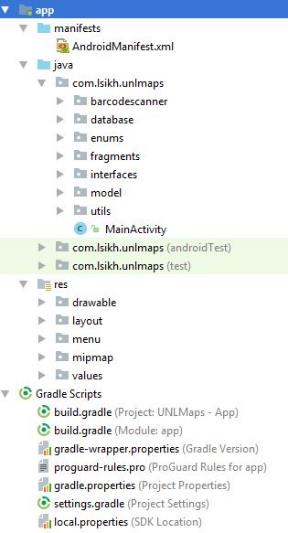 app
manifests
AndroidManifest.xml
java
com.lsikh.unlmaps
barcodescanner
database
enums
fragments
interfaces
model
utils
C MainActivity
com.lsikh.unlmaps (androidTest)
com.lsikh.unlmaps (test)
res
drawable
layout
menu
mipmap
values
Gradle Scripts
build.gradle (Project: UNLMaps - App)
build.gradle (Module: app)
gradle-wrapper.properties (Gradle Version)
proguard-rules.pro (ProGuard Rules for app)
gradle.properties (Project Properties)
settings.gradle (Project Settings)
local.properties (SDK Location)